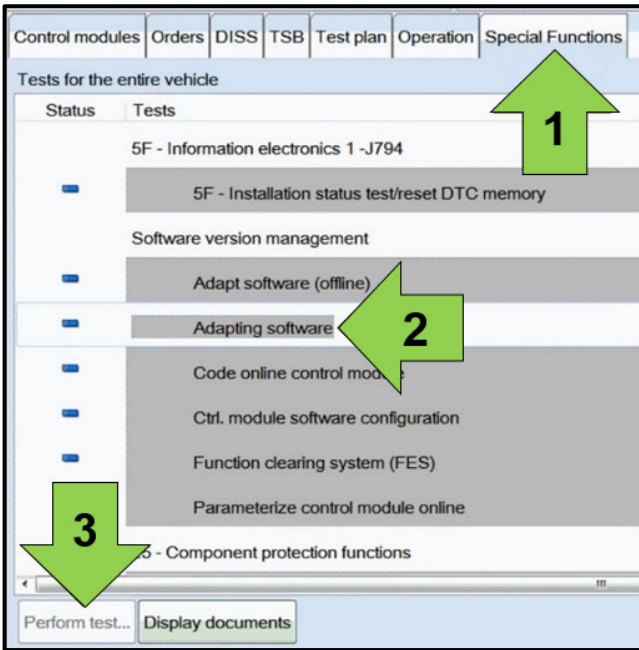 Control modules Orders DISS TSB Test plan Operation Special Functions
Tests for the entire vehicle
Status Tests
1
5F - Information electronics 1 -J794
5F - Installation status test/reset DTC memory
Software version management
Adapt software (offline)
Adapting software 2
Code online control module
Ctrl. module software configuration
Function clearing system (FES)
Parameterize control module online
3
5 - Component protection functions
Perform test... Display documents